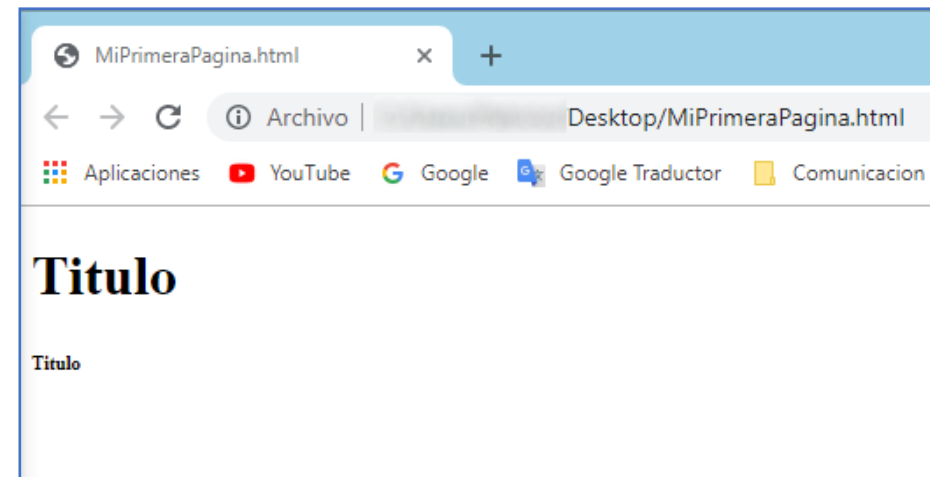 MiPrimeraPagina.html
Archivo Desktop/MiPrimeraPagina.html
Aplicaciones YouTube Google Google Traductor Comunicacion
Titulo
Titulo